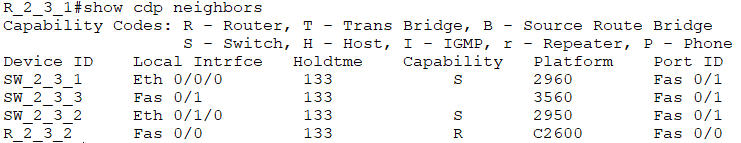 R_2_3_1#show cdp neighbors
Capability Codes: R - Router, T - Trans Bridge, B - Source Route Bridge
                  S - Switch, H - Host, I - IGMP, r - Repeater, P - Phone
Device ID    Local Intrfce   Holdtme    Capability   Platform    Port ID
SW_2_3_1     Eth 0/0/0        133            S       2960        Fas 0/1
SW_2_3_3     Fas 0/1          133                    3560        Fas 0/1
SW_2_3_2     Eth 0/1/0        133            S       2950        Fas 0/1
R_2_3_2      Fas 0/0          133            R       C2600       Fas 0/0